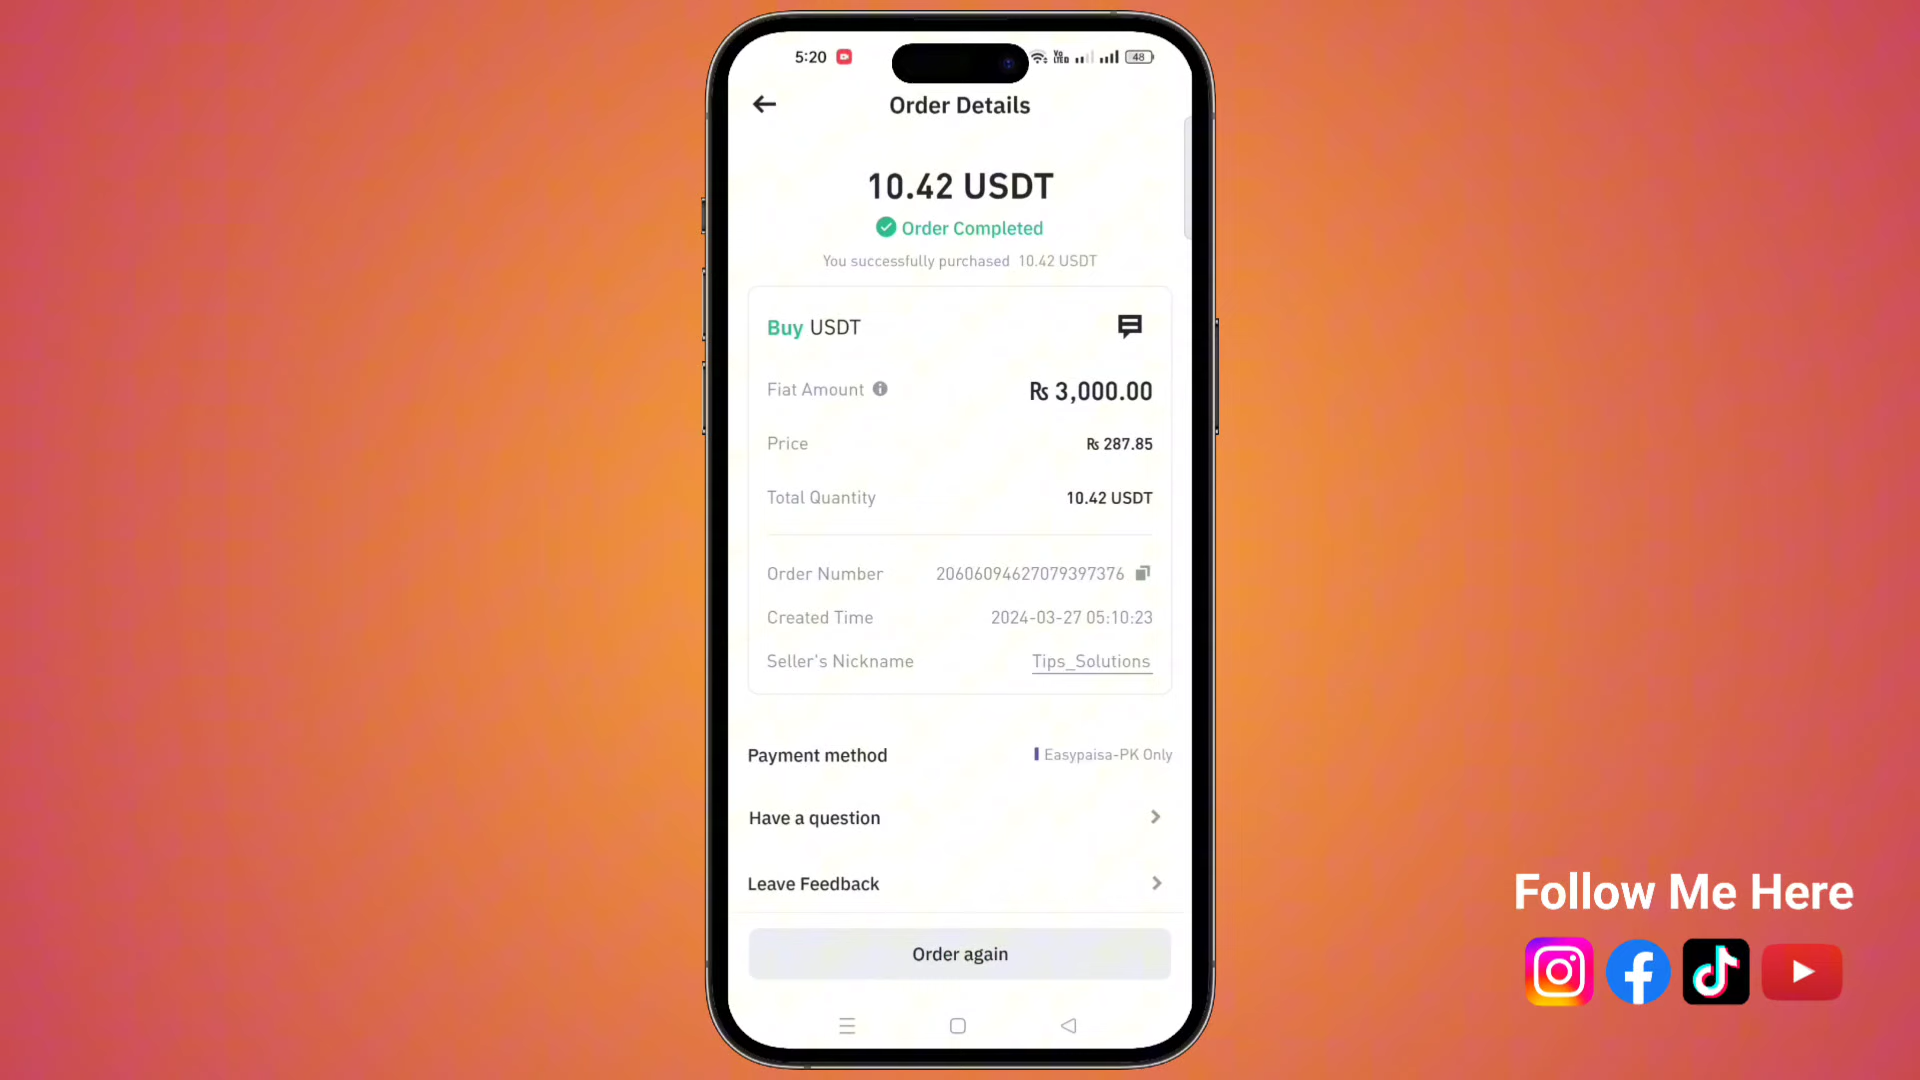 5:20
Vo
LTED
48
Order Details
10.42 USDT
Order Completed
You successfully purchased 10.42 USDT
Buy USDT
Fiat Amount
₨ 3,000.00
Price
₨ 287.85
Total Quantity
10.42 USDT
Order Number
20606094627079397376
Created Time
2024-03-27 05:10:23
Seller's Nickname
Tips_Solutions
Payment method
Easypaisa-PK Only
Have a question
Leave Feedback
Order again
Follow Me Here